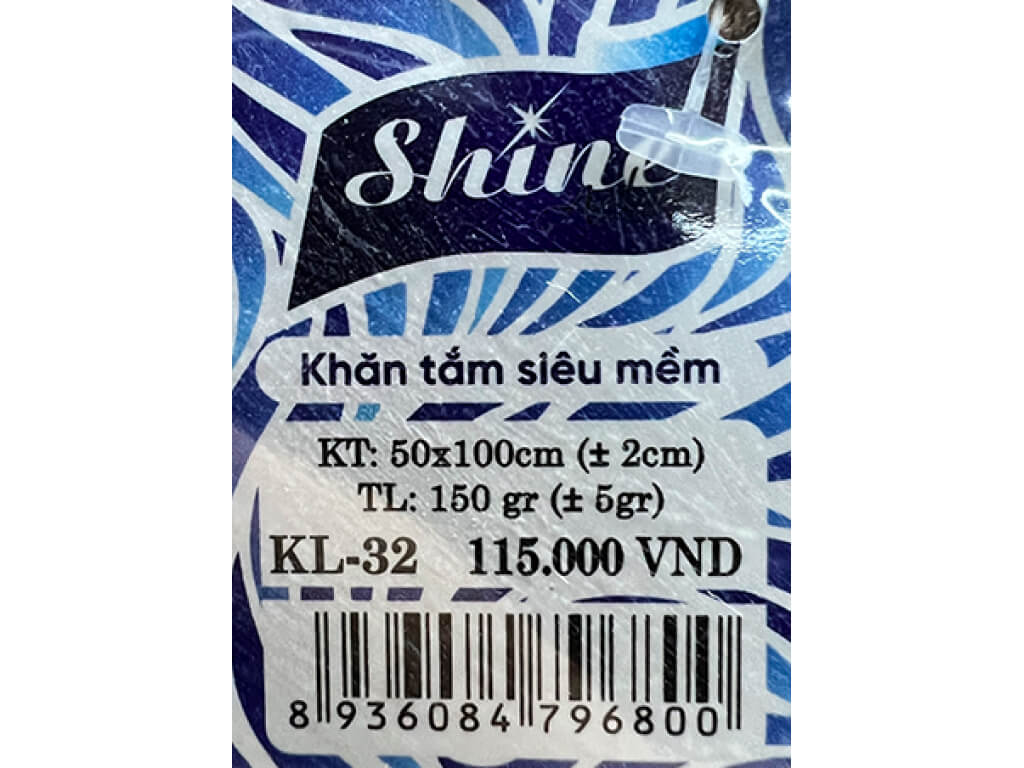 Shine
Khăn tắm siêu mềm
KT: 50x100cm (± 2cm)
TL: 150 gr (± 5gr)
KL-32 115.000 VND
8 936084 796800